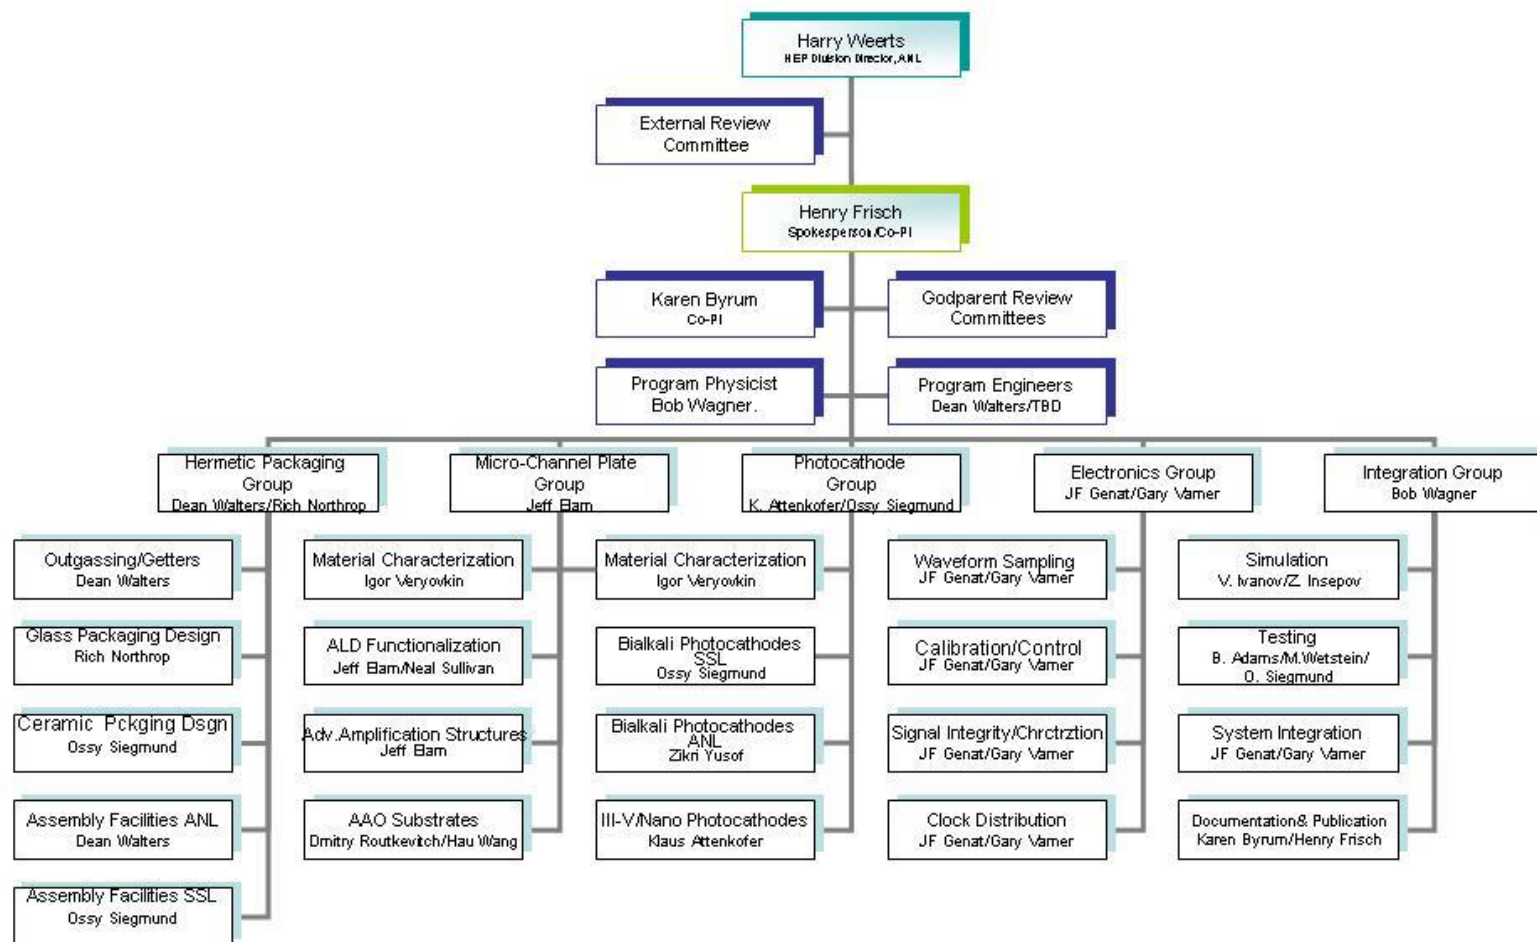 Harry Weerts
HEP Division Director, ANL
External Review
Committee
Henry Frisch
Spokesperson/Co-PI
Karen Byrum
Co-PI
Godparent Review
Committees
Program Physicist
Bob Wagner.
Program Engineers
Dean Walters/TBD
Hermetic Packaging
Group
Dean Walters/Rich Northrop
Micro-Channel Plate
Group
Jeff Elam
Photocathode
Group
K. Attenkofer/Ossy Siegmund
Electronics Group
JF Genat/Gary Varner
Integration Group
Bob Wagner
Outgassing/Getters
Dean Walters
Material Characterization
Igor Veryovkin
Material Characterization
Igor Veryovkin
Waveform Sampling
JF Genat/Gary Varner
Simulation
V. Ivanov/Z. Insepov
Glass Packaging Design
Rich Northrop
ALD Functionalization
Jeff Elam/Neal Sullivan
Bialkali Photocathodes
SSL
Ossy Siegmund
Calibration/Control
JF Genat/Gary Varner
Testing
B. Adams/M.Wetstein/
O. Siegmund
Ceramic Pckging Dsgn
Ossy Siegmund
Adv.Amplification Structures
Jeff Elam
Bialkali Photocathodes
ANL
Zikri Yusof
Signal Integrity/Chrctrztion
JF Genat/Gary Varner
System Integration
JF Genat/Gary Varner
Assembly Facilities ANL
Dean Walters
AAO Substrates
Dmitry Routkevitch/Hau Wang
III-V/Nano Photocathodes
Klaus Attenkofer
Clock Distribution
JF Genat/Gary Varner
Documentation& Publication
Karen Byrum/Henry Frisch
Assembly Facilities SSL
Ossy Siegmund